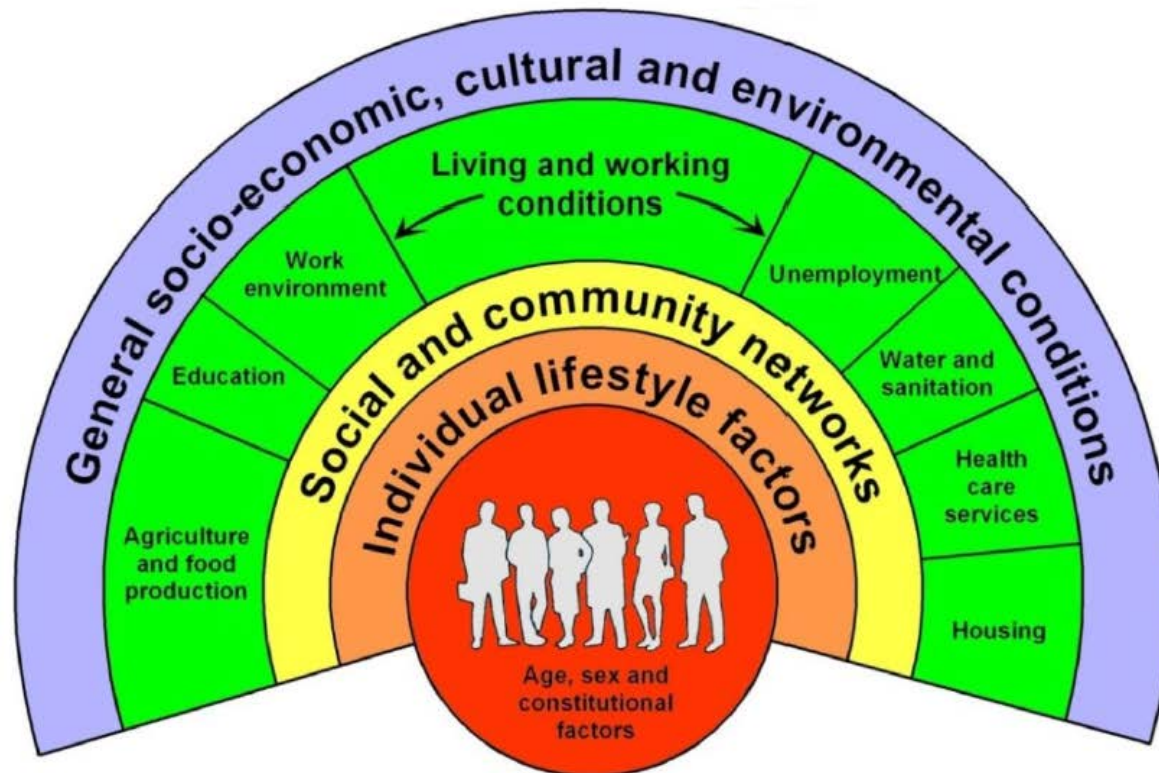 General socio-economic, cultural and environmental conditions
Living and working
conditions
Work
environment
Unemployment
Education
Water and
sanitation
Agriculture
and food
production
Health
care
services
Housing
Social and community networks
Individual lifestyle factors
Age, sex and
constitutional
factors